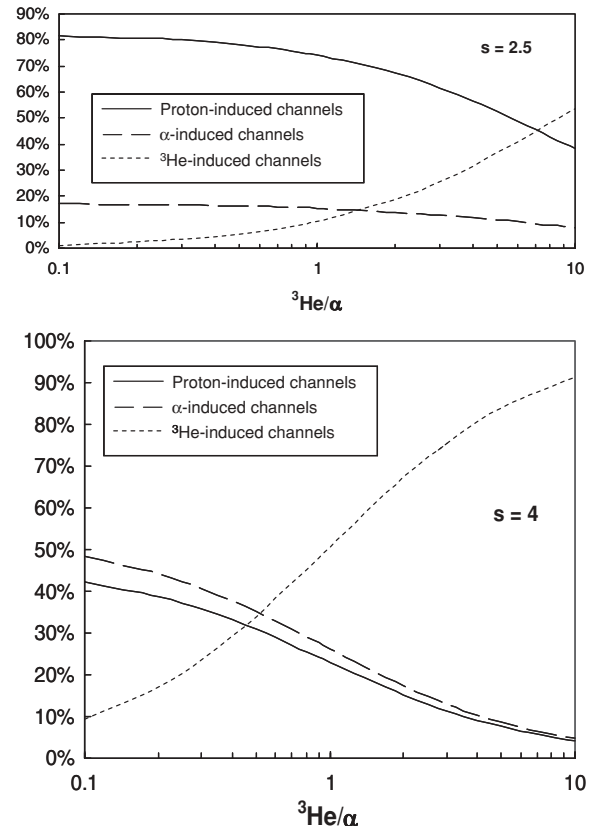 90%
80%
70%
60%
50%
40%
30%
20%
10%
0%
s = 2.5
Proton-induced channels
α-induced channels
³He-induced channels
0.1 1 10
³He/α
100%
90%
80%
70%
60%
50%
40%
30%
20%
10%
0%
Proton-induced channels
α-induced channels
³He-induced channels
s = 4
0.1 1 10
³He/α